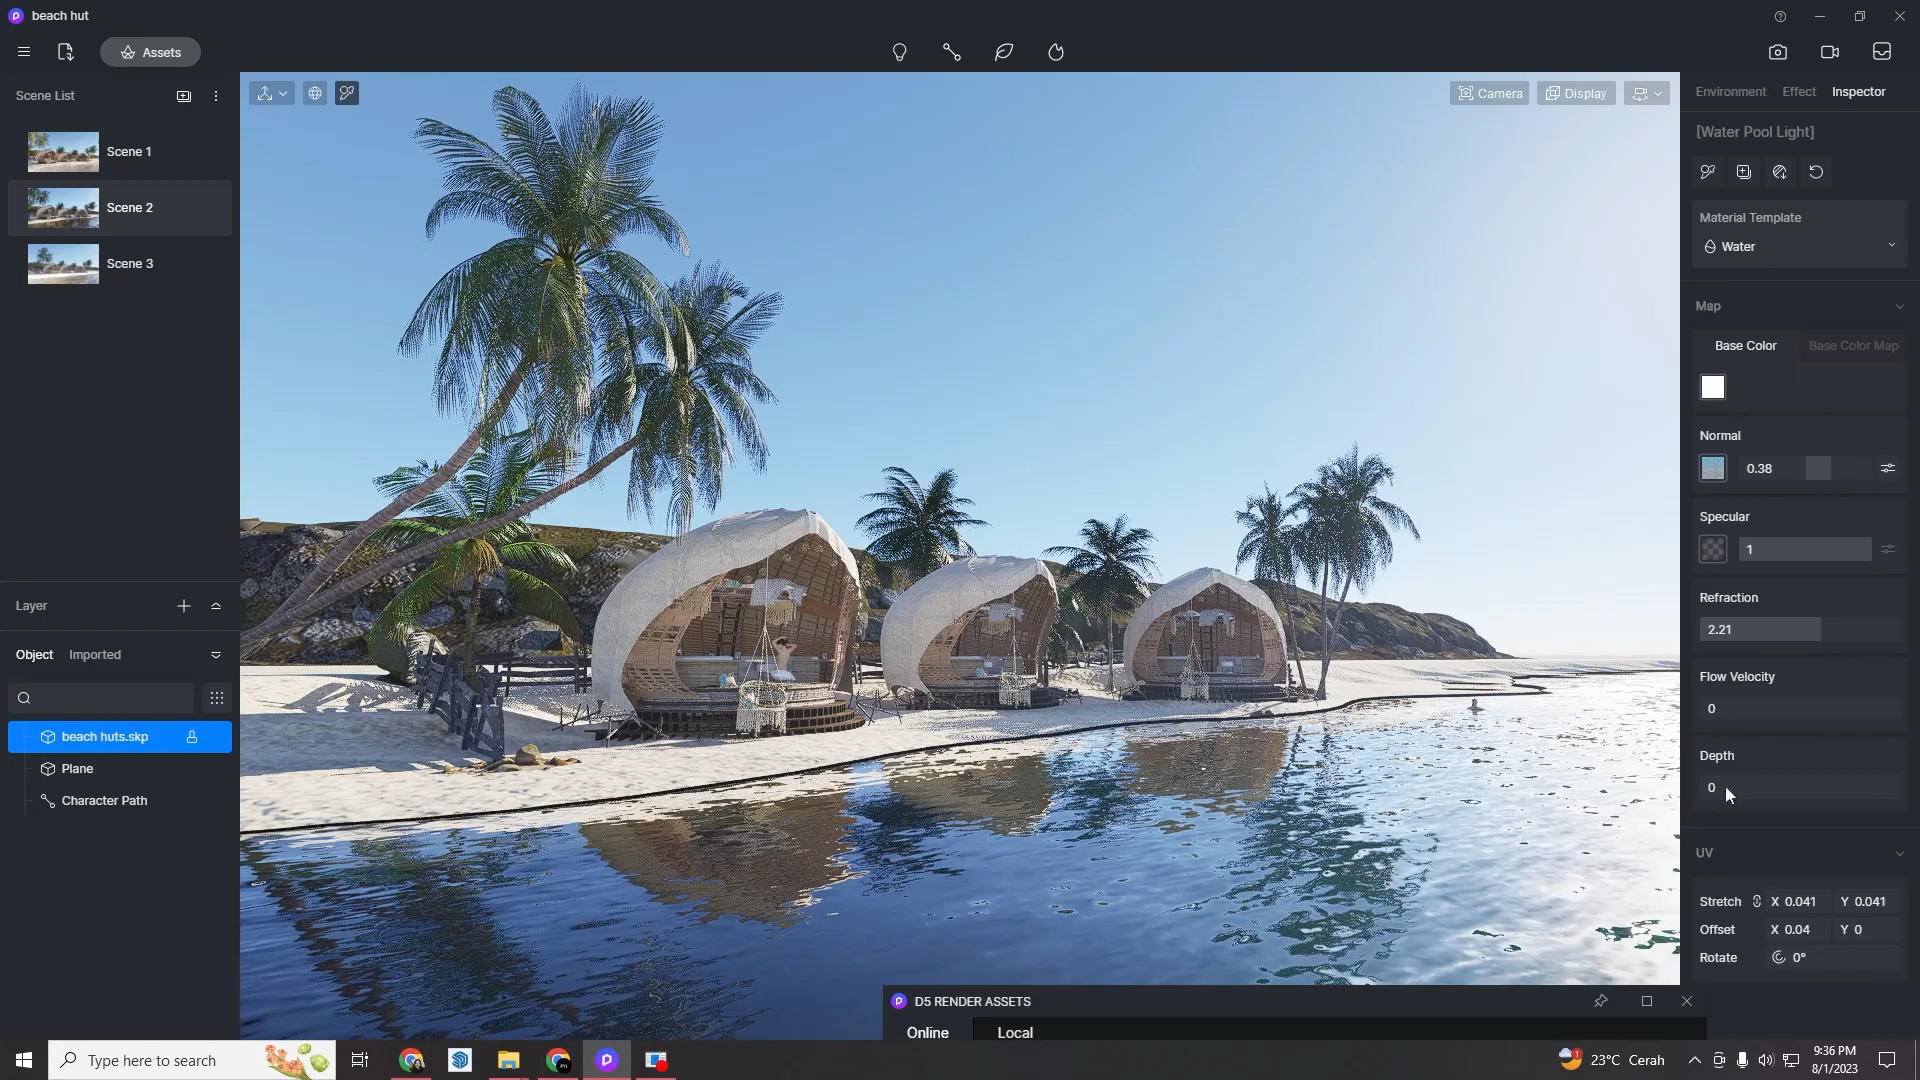 beach hut
Assets
Scene List
Scene 1
Scene 2
Scene 3
Camera
Display
Environment Effect Inspector
[Water Pool Light]
Material Template
Water
Map
Base Color Base Color Map
Normal
0.38
Specular
1
Refraction
2.21
Flow Velocity
0
Depth
0
UV
Stretch X 0.041 Y 0.041
Offset X 0.04 Y 0
Rotate 0°
Layer
Object Imported
beach huts.skp
Plane
Character Path
D5 RENDER ASSETS
Online Local
Type here to search
1 23°C Cerah
9:36 PM
8/1/2023